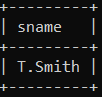 +---------+
| sname   |
+---------+
| T.Smith |
+---------+